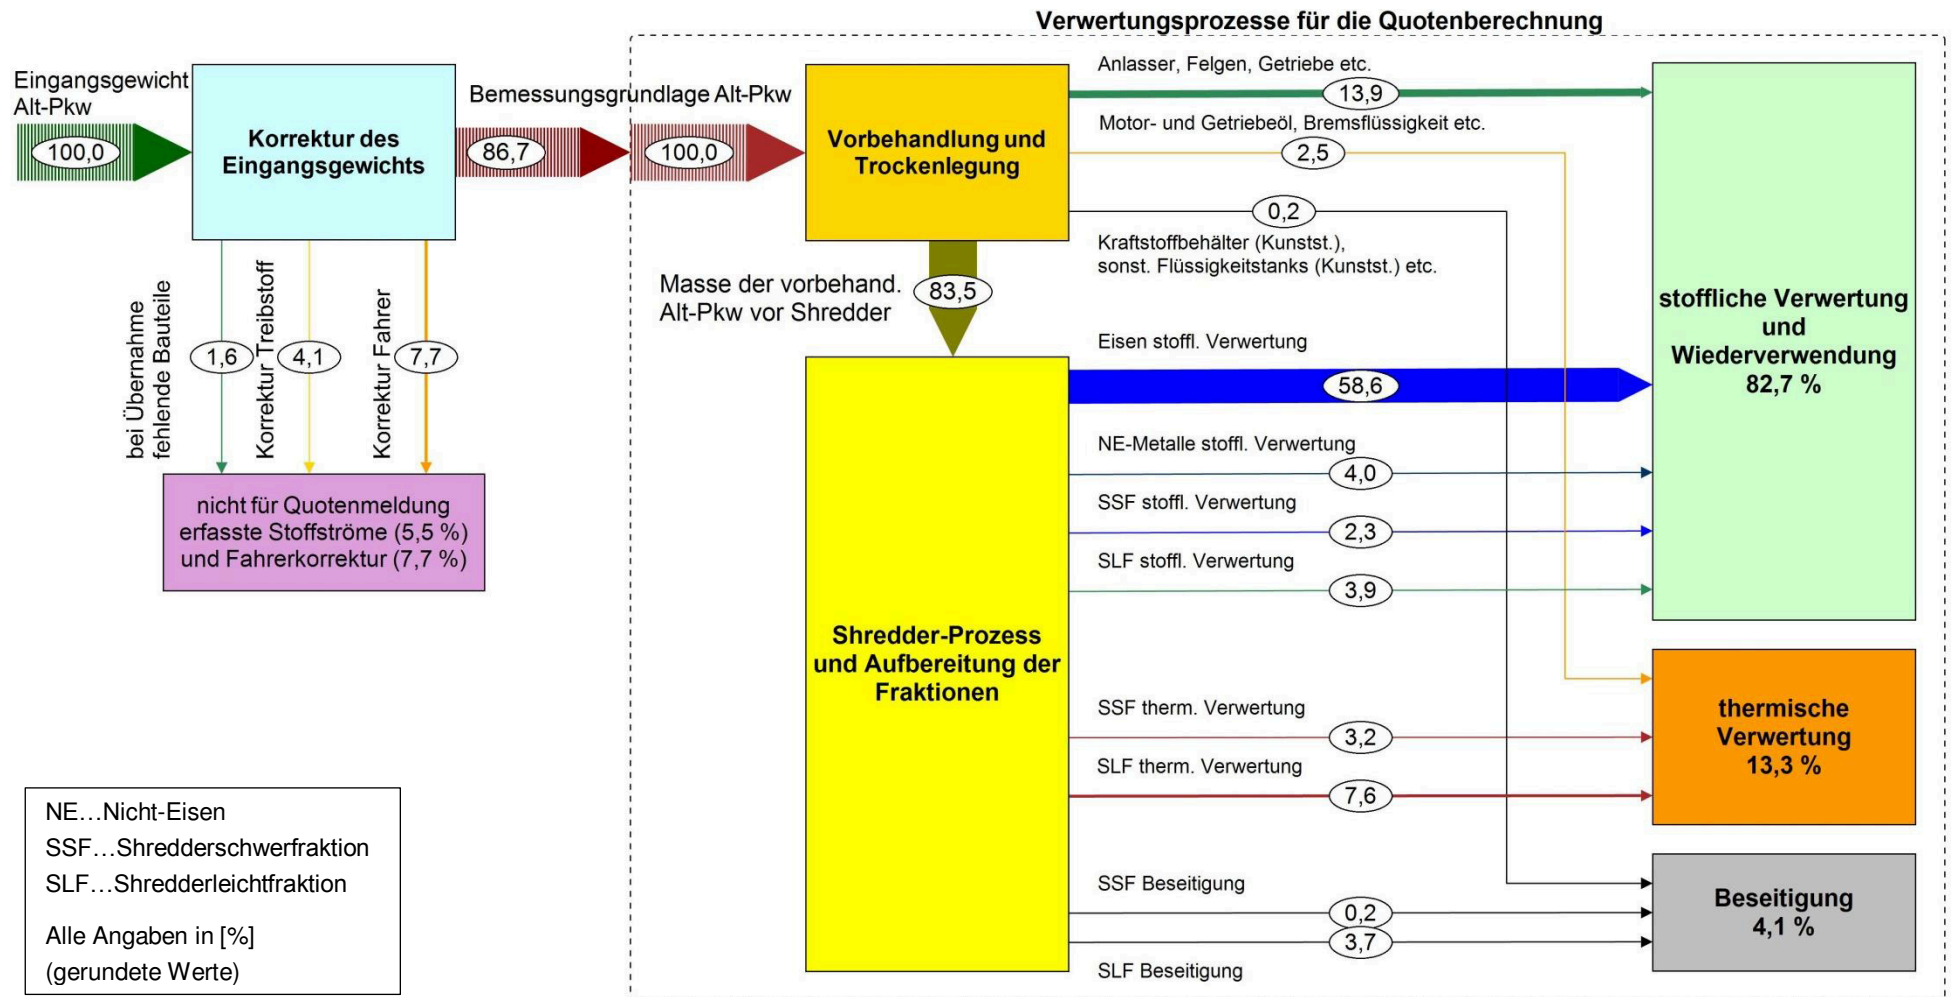 Verwertungsprozesse für die Quotenberechnung
Eingangsgewicht
Alt-Pkw
100,0
Korrektur des
Eingangsgewichts
Bemessungsgrundlage Alt-Pkw
86,7
100,0
Vorbehandlung und
Trockenlegung
Anlasser, Felgen, Getriebe etc.
13,9
Motor- und Getriebeöl, Bremsflüssigkeit etc.
2,5
0,2
Kraftstoffbehälter (Kunstst.),
sonst. Flüssigkeitstanks (Kunstst.) etc.
bei Übernahme
fehlende Bauteile
1,6
Korrektur Treibstoff
4,1
Korrektur Fahrer
7,7
nicht für Quotenmeldung
erfasste Stoffströme (5,5 %)
und Fahrerkorrektur (7,7 %)
Masse der vorbehand.
Alt-Pkw vor Shredder
83,5
Shredder-Prozess
und Aufbereitung der
Fraktionen
Eisen stoffl. Verwertung
58,6
NE-Metalle stoffl. Verwertung
4,0
SSF stoffl. Verwertung
2,3
SLF stoffl. Verwertung
3,9
SSF therm. Verwertung
3,2
SLF therm. Verwertung
7,6
SSF Beseitigung
0,2
3,7
SLF Beseitigung
stoffliche Verwertung
und
Wiederverwendung
82,7 %
thermische
Verwertung
13,3 %
Beseitigung
4,1 %
NE…Nicht-Eisen
SSF…Shredderschwerfraktion
SLF…Shredderleichtfraktion
Alle Angaben in [%]
(gerundete Werte)